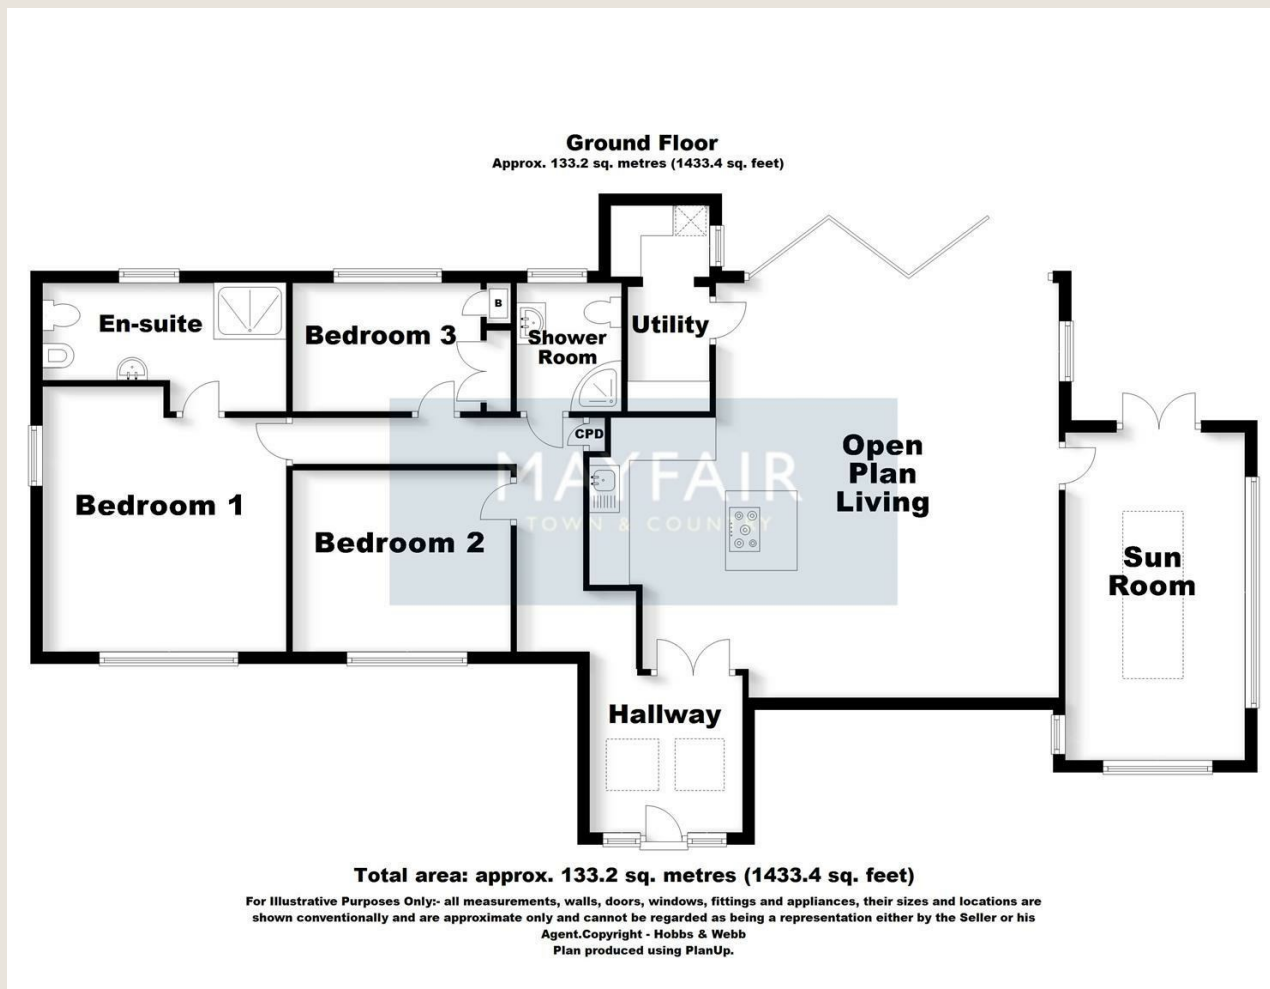 Ground Floor
Approx. 133.2 sq. metres (1433.4 sq. feet)
En-suite
Bedroom 3
B
Shower
Room
Utility
CPD
Open
Plan
Living
MAYFAIR
TOWN & COUNTRY
Bedroom 1
Bedroom 2
Sun
Room
Hallway
Total area: approx. 133.2 sq. metres (1433.4 sq. feet)
For Illustrative Purposes Only:- all measurements, walls, doors, windows, fittings and appliances, their sizes and locations are
shown conventionally and are approximate only and cannot be regarded as being a representation either by the Seller or his
Agent.Copyright - Hobbs & Webb
Plan produced using PlanUp.